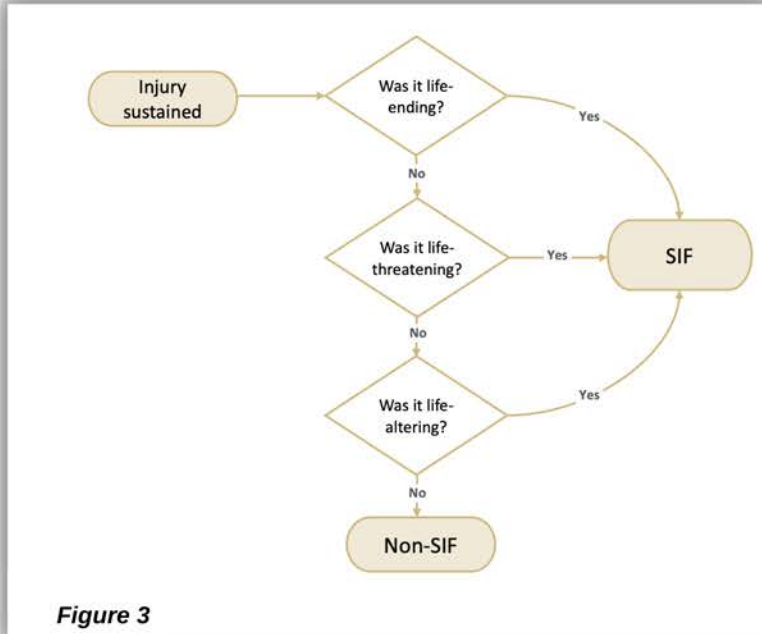 Injury
sustained
Was it life-
ending?
Yes
No
Was it life-
threatening?
Yes
SIF
No
Was it life-
altering?
Yes
No
Non-SIF
Figure 3